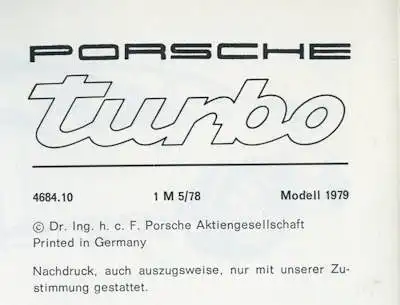 PORSCHE
turbo
4684.10 1 M 5/78 Modell 1979
© Dr. Ing. h. c. F. Porsche Aktiengesellschaft
Printed in Germany
Nachdruck, auch auszugsweise, nur mit unserer Zu-
stimmung gestattet.